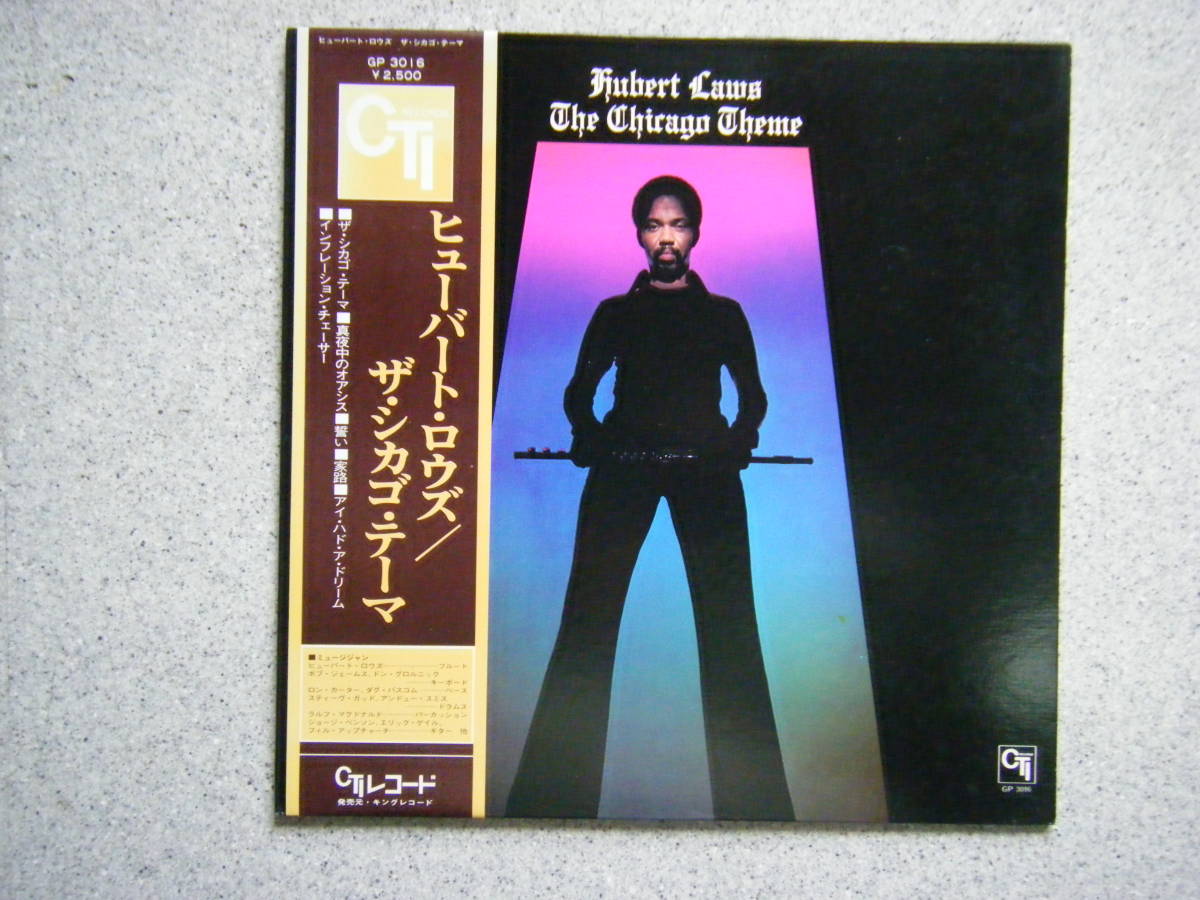 ヒューバート・ロウズ ザ・シカゴ・テーマ
GP 3016
¥2,500
CTI
ヒューバート・ロウズ/
ザ・シカゴ・テーマ
■ザ・シカゴ・テーマ■真夜中のオアシス■誓い■家路■アイ・ハド・ア・ドリーム
■インフレーション・チェーサー
■ミュージジャン
ヒューバート・ロウズ――フルート
ボブ・ジェームス, ドン・グロルニック
――キーボード
ロン・カーター, ダグ・バスコム――ベース
スティーヴ・ガッド, アンドュー・スミス
――ドラムス
ラルフ・マクドナルド――パーカッション
ジョージ・ベンソン, エリック・ゲイル,
フィル・アップチャーチ――ギター 他
CTIレコード
発売元・キングレコード
Hubert Laws
The Chicago Theme
CTI
GP 3016